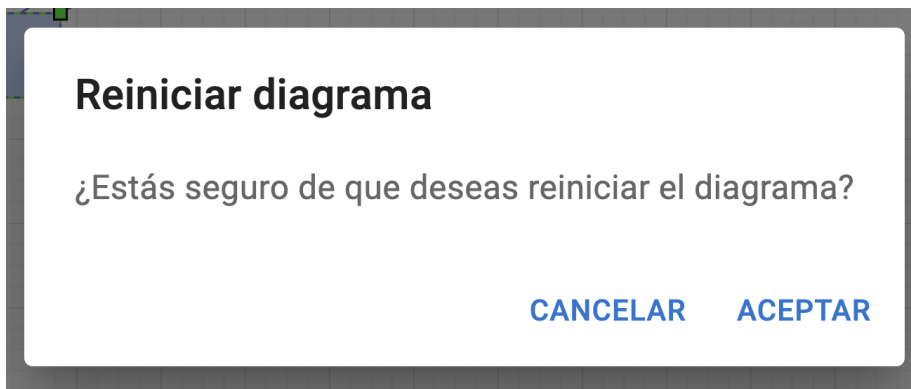 Reiniciar diagrama
¿Estás seguro de que deseas reiniciar el diagrama?
CANCELAR ACEPTAR